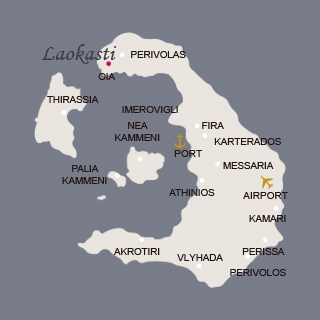 Laokasti
PERIVOLAS
OIA
THIRASSIA
IMEROVIGLI
NEA
KAMMENI
FIRA
KARTERADOS
PORT
MESSARIA
PALIA
KAMMENI
ATHINIOS
AIRPORT
KAMARI
AKROTIRI
VLYHADA
PERISSA
PERIVOLOS